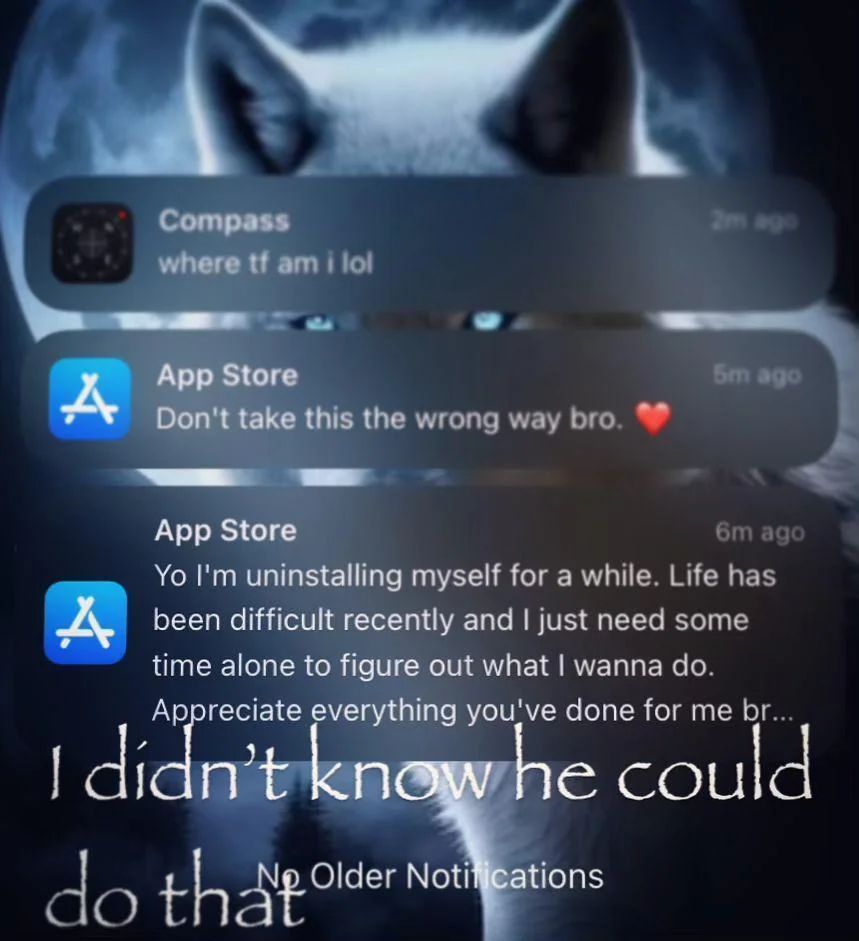 Compass
2m ago
where tf am i lol
App Store
5m ago
Don't take this the wrong way bro. ❤️
App Store
6m ago
Yo I'm uninstalling myself for a while. Life has
been difficult recently and I just need some
time alone to figure out what I wanna do.
Appreciate everything you've done for me br...
I didn't know he could
do that
No Older Notifications